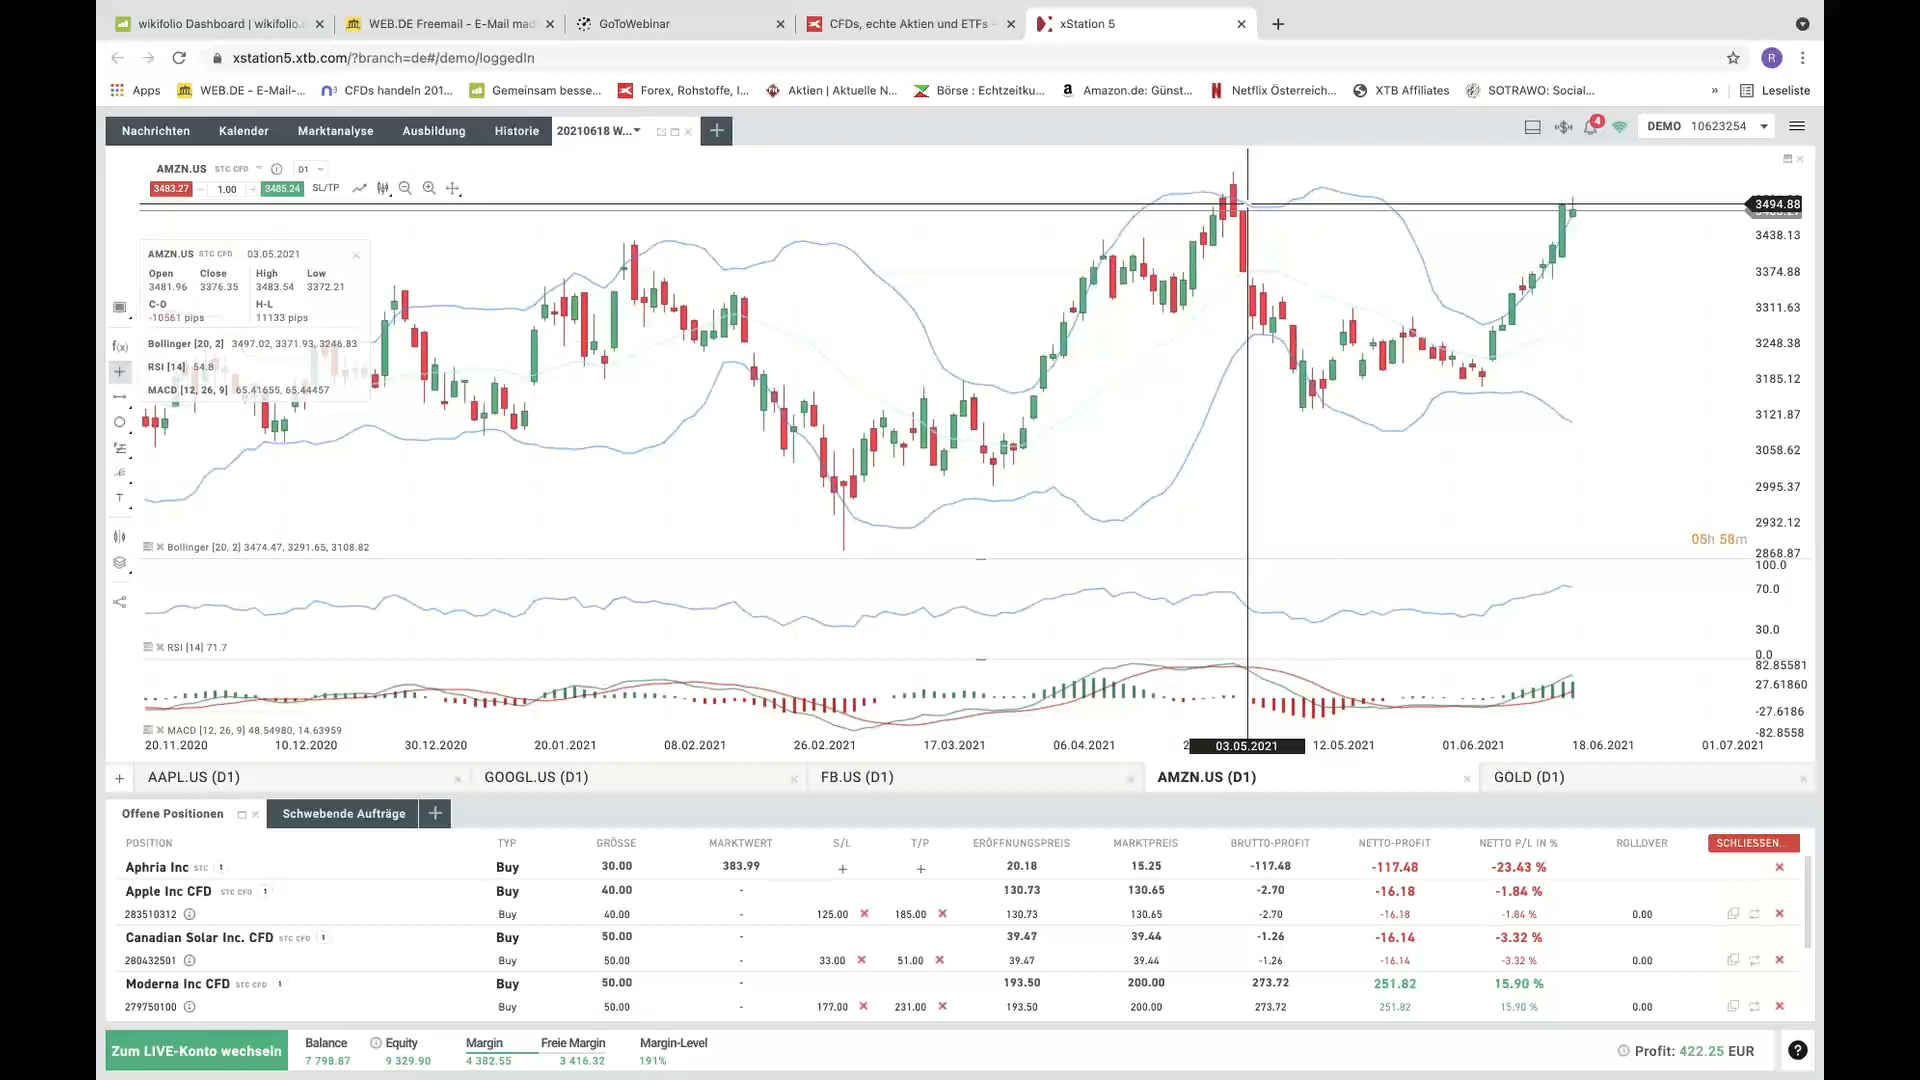 wikifolio Dashboard | wikifolio.
WEB.DE Freemail - E-Mail mad
GoToWebinar
CFDs, echte Aktien und ETFs -
xStation 5
xstation5.xtb.com/?branch=de#/demo/loggedIn
R
Apps
WEB.DE - E-Mail-...
CFDs handeln 201...
Gemeinsam besse...
Forex, Rohstoffe, I...
Aktien | Aktuelle N...
Börse : Echtzeitku...
Amazon.de: Günst...
Netflix Österreich...
XTB Affiliates
SOTRAWO: Social...
»
Leseliste
Nachrichten
Kalender
Marktanalyse
Ausbildung
Historie
20210618 W...
4
DEMO 10623254
AMZN.US STC CFD
D1
3483.27
1.00
3485.24
SL/TP
AMZN.US STC CFD 03.05.2021
Open Close High Low
3481.96 3376.35 3483.54 3372.21
C-O H-L
-10561 pips 11133 pips
Bollinger [20, 2] 3497.02, 3371.93, 3246.83
RSI [14] 54.8
MACD [12, 26, 9] 65.41655, 65.44457
f(x)
T
3494.88
3438.13
3374.88
3311.63
3248.38
3185.12
3121.87
3058.62
2995.37
2932.12
05h 58m
2868.87
Bollinger [20, 2] 3474.47, 3291.65, 3108.82
100.0
70.0
30.0
0.0
RSI [14] 71.7
82.85581
27.61860
-27.6186
-82.8558
MACD [12, 26, 9] 48.54980, 14.63959
20.11.2020
10.12.2020
30.12.2020
20.01.2021
08.02.2021
26.02.2021
17.03.2021
06.04.2021
2
03.05.2021
12.05.2021
01.06.2021
18.06.2021
01.07.2021
AAPL.US (D1)
GOOGL.US (D1)
FB.US (D1)
AMZN.US (D1)
GOLD (D1)
Offene Positionen
Schwebende Aufträge
POSITION TYP GRÖSSE MARKTWERT S/L T/P ERÖFFNUNGSPREIS MARKTPREIS BRUTTO-PROFIT NETTO-PROFIT NETTO P/L IN % ROLLOVER SCHLIESSEN...
Aphria Inc STC 1 Buy 30.00 383.99 + + 20.18 15.25 -117.48 -117.48 -23.43 %
Apple Inc CFD STC CFD 1 Buy 40.00 - 130.73 130.65 -2.70 -16.18 -1.84 %
283510312 Buy 40.00 - 125.00 185.00 130.73 130.65 -2.70 -16.18 -1.84 % 0.00
Canadian Solar Inc. CFD STC CFD 1 Buy 50.00 - 39.47 39.44 -1.26 -16.14 -3.32 %
280432501 Buy 50.00 - 33.00 51.00 39.47 39.44 -1.26 -16.14 -3.32 % 0.00
Moderna Inc CFD STC CFD 1 Buy 50.00 - 193.50 200.00 273.72 251.82 15.90 %
279750100 Buy 50.00 - 177.00 231.00 193.50 200.00 273.72 251.82 15.90 % 0.00
Zum LIVE-Konto wechseln
Balance Equity Margin Freie Margin Margin-Level
7 798.87 9 329.90 4 382.55 3 416.32 191%
Profit: 422.25 EUR
?